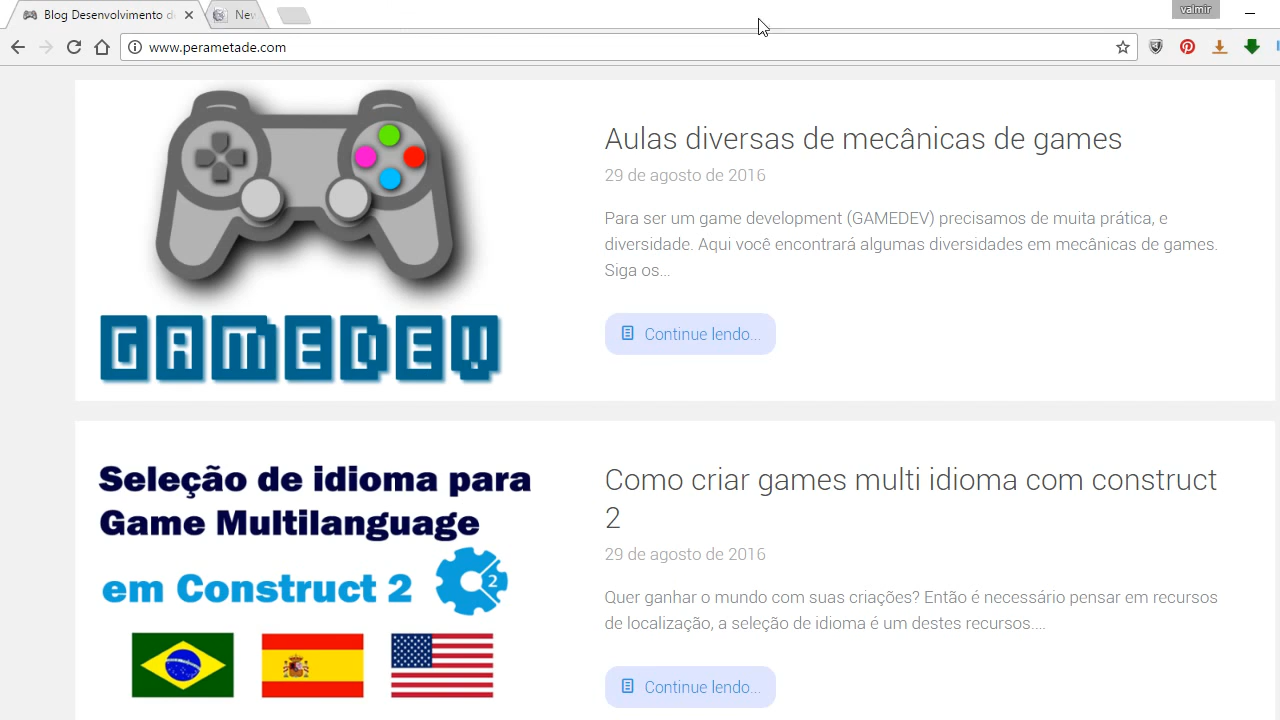 Blog Desenvolvimento d
New
valmir
www.perametade.com
GAMEDEV
Aulas diversas de mecânicas de games
29 de agosto de 2016
Para ser um game development (GAMEDEV) precisamos de muita prática, e
diversidade. Aqui você encontrará algumas diversidades em mecânicas de games.
Siga os...
Continue lendo...
Seleção de idioma para
Game Multilanguage
em Construct 2
2
Como criar games multi idioma com construct
2
29 de agosto de 2016
Quer ganhar o mundo com suas criações? Então é necessário pensar em recursos
de localização, a seleção de idioma é um destes recursos....
Continue lendo...